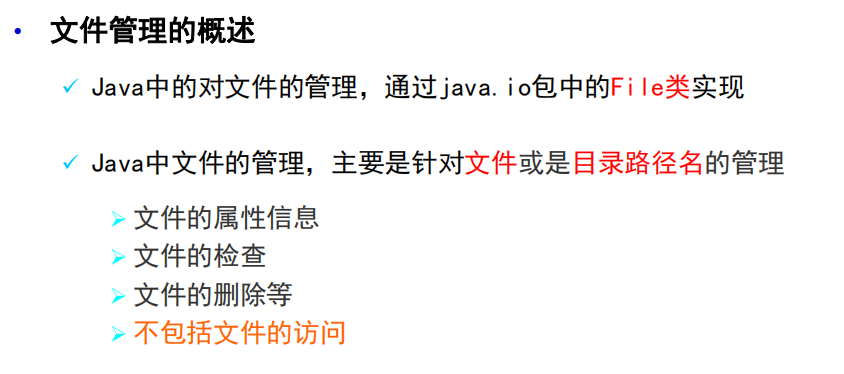 文件管理的概述
Java中的对文件的管理，通过java.io包中的File类实现
Java中文件的管理，主要是针对文件或是目录路径名的管理
文件的属性信息
文件的检查
文件的删除等
不包括文件的访问